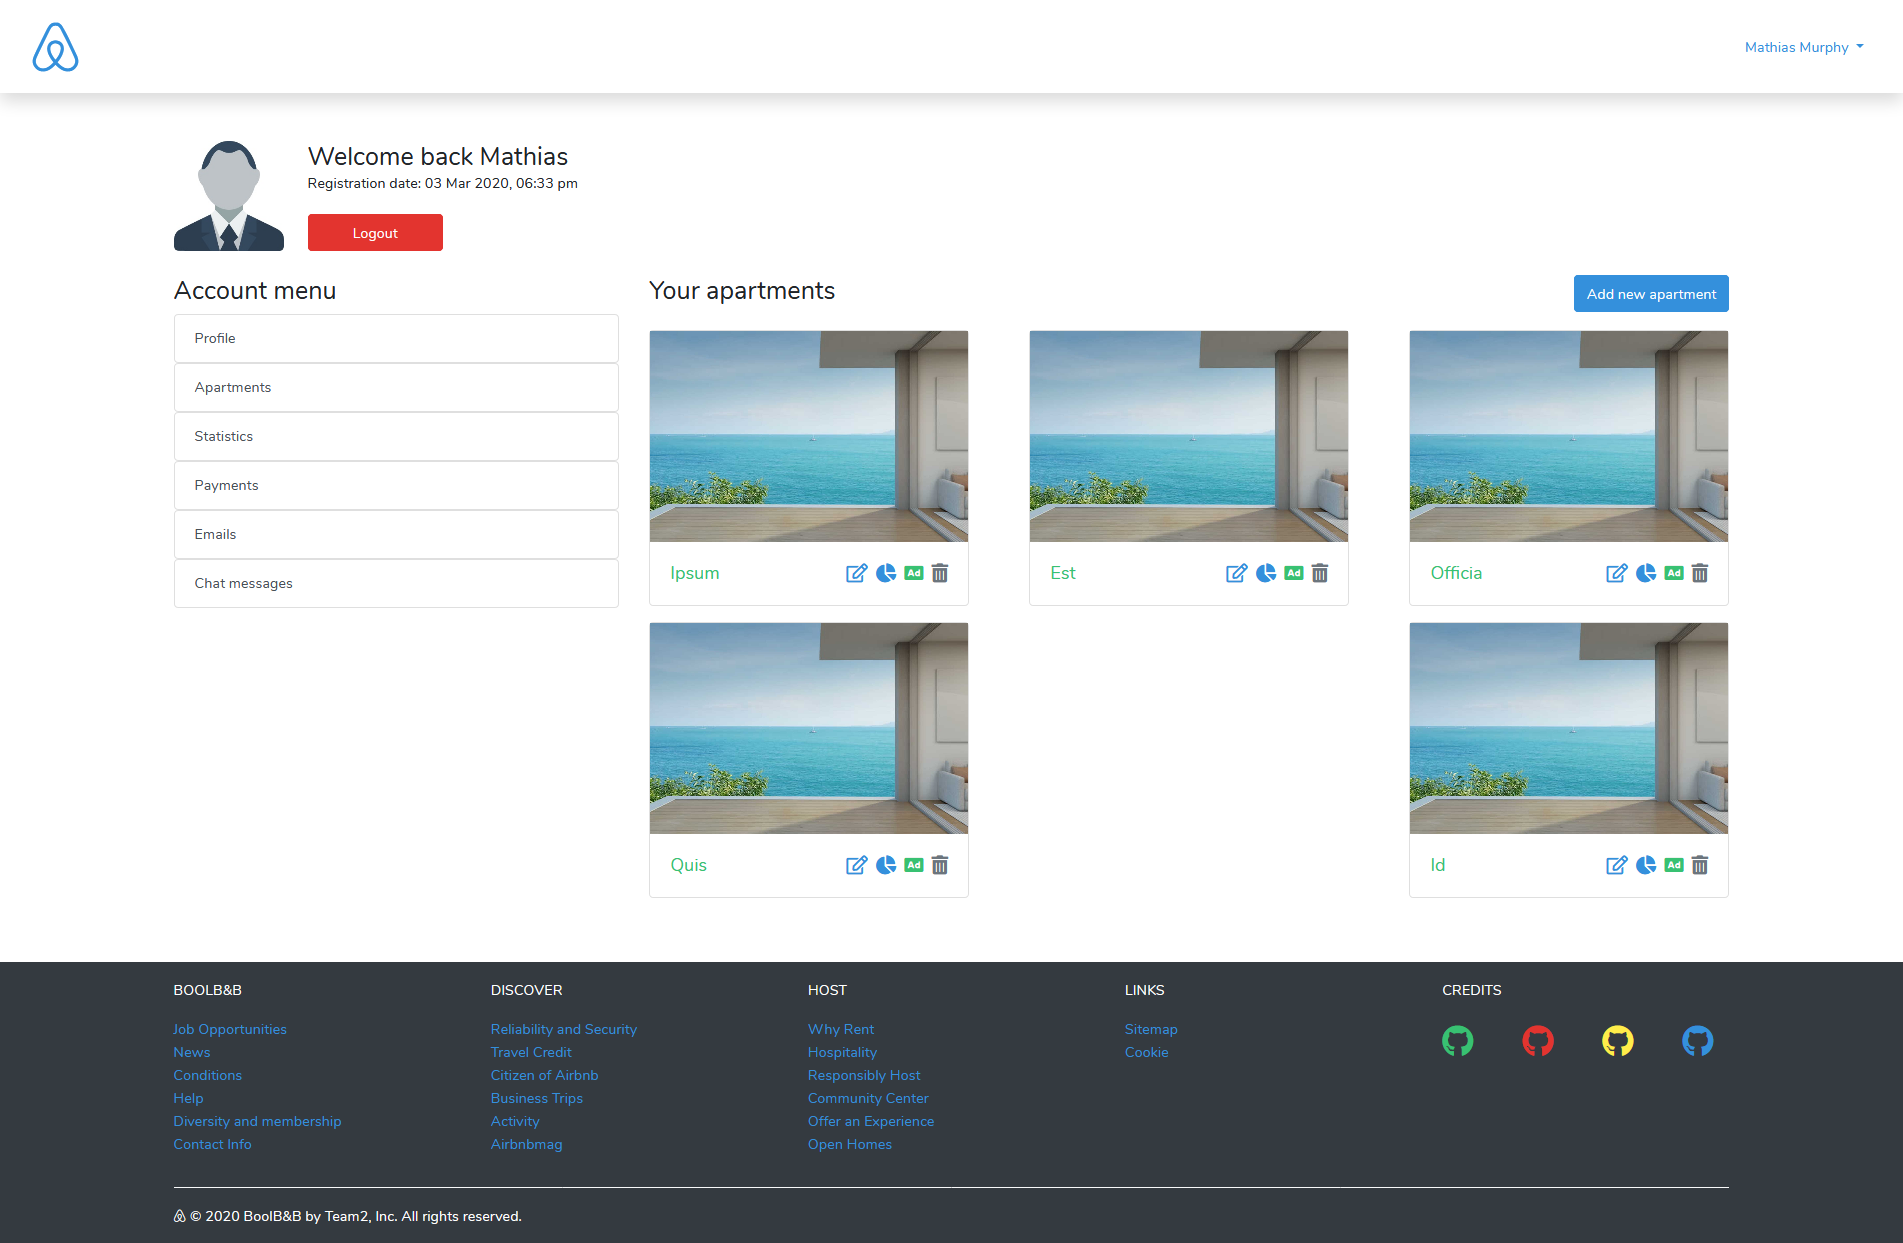 Mathias Murphy
Welcome back Mathias
Registration date: 03 Mar 2020, 06:33 pm
Logout
Account menu
Profile
Apartments
Statistics
Payments
Emails
Chat messages
Your apartments
Add new apartment
Ipsum
Ad
Est
Ad
Officia
Ad
Quis
Ad
Id
Ad
BOOLB&B
Job Opportunities
News
Conditions
Help
Diversity and membership
Contact Info
DISCOVER
Reliability and Security
Travel Credit
Citizen of Airbnb
Business Trips
Activity
Airbnbmag
HOST
Why Rent
Hospitality
Responsibly Host
Community Center
Offer an Experience
Open Homes
LINKS
Sitemap
Cookie
CREDITS
© 2020 BoolB&B by Team2, Inc. All rights reserved.